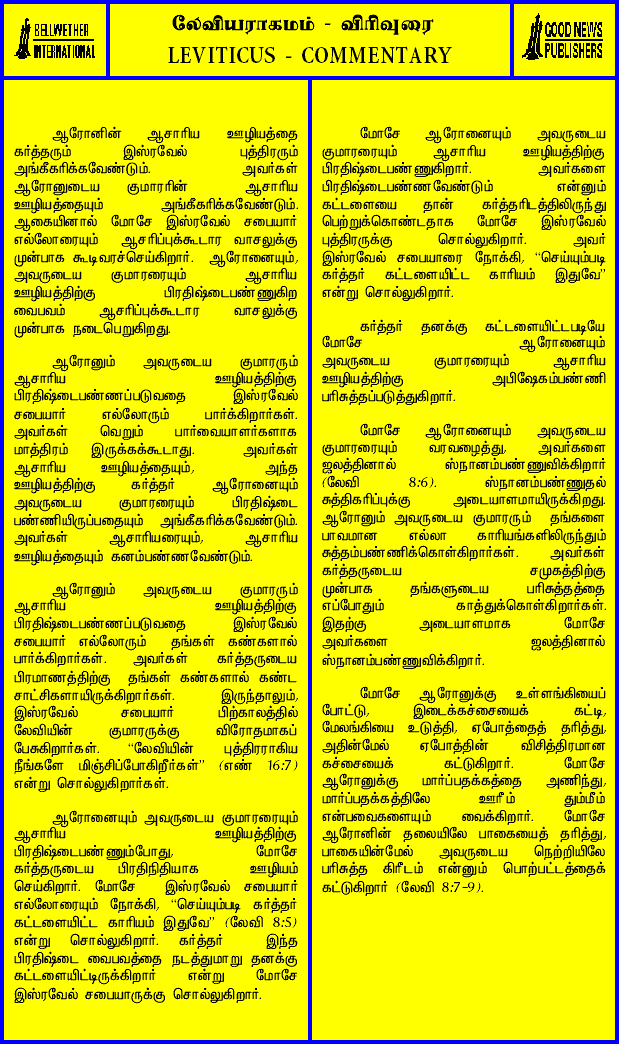 BELLWETHER
INTERNATIONAL
லேவியராகமம் - விரிவுரை
LEVITICUS - COMMENTARY
GOOD NEWS
PUBLISHERS
ஆரோனின் ஆசாரிய ஊழியத்தை
கர்த்தரும் இஸ்ரவேல் புத்திரரும்
அங்கீகரிக்கவேண்டும். அவர்கள்
ஆரோனுடைய குமாரரின் ஆசாரிய
ஊழியத்தையும் அங்கீகரிக்கவேண்டும்.
ஆகையினால் மோசே இஸ்ரவேல் சபையார்
எல்லோரையும் ஆசரிப்புக்கூடார வாசலுக்கு
முன்பாக கூடிவரச்செய்கிறார். ஆரோனையும்,
அவருடைய குமாரரையும் ஆசாரிய
ஊழியத்திற்கு பிரதிஷ்டைபண்ணுகிற
வைபவம் ஆசரிப்புக்கூடார வாசலுக்கு
முன்பாக நடைபெறுகிறது.
ஆரோனும் அவருடைய குமாரரும்
ஆசாரிய ஊழியத்திற்கு
பிரதிஷ்டைபண்ணப்படுவதை இஸ்ரவேல்
சபையார் எல்லோரும் பார்க்கிறார்கள்.
அவர்கள் வெறும் பார்வையாளர்களாக
மாத்திரம் இருக்கக்கூடாது. அவர்கள்
ஆசாரிய ஊழியத்தையும், அந்த
ஊழியத்திற்கு கர்த்தர் ஆரோனையும்
அவருடைய குமாரரையும் பிரதிஷ்டை
பண்ணியிருப்பதையும் அங்கீகரிக்கவேண்டும்.
அவர்கள் ஆசாரியரையும், ஆசாரிய
ஊழியத்தையும் கனம்பண்ணவேண்டும்.
ஆரோனும் அவருடைய குமாரரும்
ஆசாரிய ஊழியத்திற்கு
பிரதிஷ்டைபண்ணப்படுவதை இஸ்ரவேல்
சபையார் எல்லோரும் தங்கள் கண்களால்
பார்க்கிறார்கள். அவர்கள் கர்த்தருடைய
பிரமாணத்திற்கு தங்கள் கண்களால் கண்ட
சாட்சிகளாயிருக்கிறார்கள். இருந்தாலும்,
இஸ்ரவேல் சபையார் பிற்காலத்தில்
லேவியின் குமாரருக்கு விரோதமாகப்
பேசுகிறார்கள். “லேவியின் புத்திரராகிய
நீங்களே மிஞ்சிப்போகிறீர்கள்” (எண் 16:7)
என்று சொல்லுகிறார்கள்.
ஆரோனையும் அவருடைய குமாரரையும்
ஆசாரிய ஊழியத்திற்கு
பிரதிஷ்டைபண்ணும்போது, மோசே
கர்த்தருடைய பிரதிநிதியாக ஊழியம்
செய்கிறார். மோசே இஸ்ரவேல் சபையார்
எல்லாரையும் நோக்கி, “செய்யும்படி கர்த்தர்
கட்டளையிட்ட காரியம் இதுவே” (லேவி 8:5)
என்று சொல்லுகிறார். கர்த்தர் இந்த
பிரதிஷ்டை வைபவத்தை நடத்துமாறு தனக்கு
கட்டளையிட்டிருக்கிறார் என்று மோசே
இஸ்ரவேல் சபையாருக்கு சொல்லுகிறார்.
மோசே ஆரோனையும் அவருடைய
குமாரரையும் ஆசாரிய ஊழியத்திற்கு
பிரதிஷ்டைபண்ணுகிறார். அவர்களை
பிரதிஷ்டைபண்ணவேண்டும் என்னும்
கட்டளையை தான் கர்த்தரிடத்திலிருந்து
பெற்றுக்கொண்டதாக மோசே இஸ்ரவேல்
புத்திரருக்கு சொல்லுகிறார். அவர்
இஸ்ரவேல் சபையாரை நோக்கி, “செய்யும்படி
கர்த்தர் கட்டளையிட்ட காரியம் இதுவே”
என்று சொல்லுகிறார்.
கர்த்தர் தனக்கு கட்டளையிட்டபடியே
மோசே ஆரோனையும்
அவருடைய குமாரரையும் ஆசாரிய
ஊழியத்திற்கு அபிஷேகம்பண்ணி
பரிசுத்தப்படுத்துகிறார்.
மோசே ஆரோனையும் அவருடைய
குமாரரையும் வரவழைத்து, அவர்களை
ஜலத்தினால் ஸ்நானம்பண்ணுவிக்கிறார்
(லேவி 8:6). ஸ்நானம்பண்ணுதல்
சுத்திகரிப்புக்கு அடையாளமாயிருக்கிறது.
ஆரோனும் அவருடைய குமாரரும் தங்களை
பாவமான எல்லா காரியங்களிலிருந்தும்
சுத்தம்பண்ணிக்கொள்கிறார்கள். அவர்கள்
கர்த்தருடைய சமுகத்திற்கு
முன்பாக தங்களுடைய பரிசுத்தத்தை
எப்போதும் காத்துக்கொள்கிறார்கள்.
இதற்கு அடையாளமாக மோசே
அவர்களை ஜலத்தினால்
ஸ்நானம்பண்ணுவிக்கிறார்.
மோசே ஆரோனுக்கு உள்ளங்கியைப்
போட்டு, இடைக்கச்சையைக் கட்டி,
மேலங்கியை உடுத்தி, ஏபோத்தைத் தரித்து,
அதின்மேல் ஏபோத்தின் விசித்திரமான
கச்சையைக் கட்டுகிறார். மோசே
ஆரோனுக்கு மார்ப்பதக்கத்தை அணிந்து,
மார்ப்பதக்கத்திலே ஊரீம் தும்மீம்
என்பவைகளையும் வைக்கிறார். மோசே
ஆரோனின் தலையிலே பாகையைத் தரித்து,
பாகையின்மேல் அவருடைய நெற்றியிலே
பரிசுத்த கிரீடம் என்னும் பொற்பட்டத்தைக்
கட்டுகிறார் (லேவி 8:7-9).